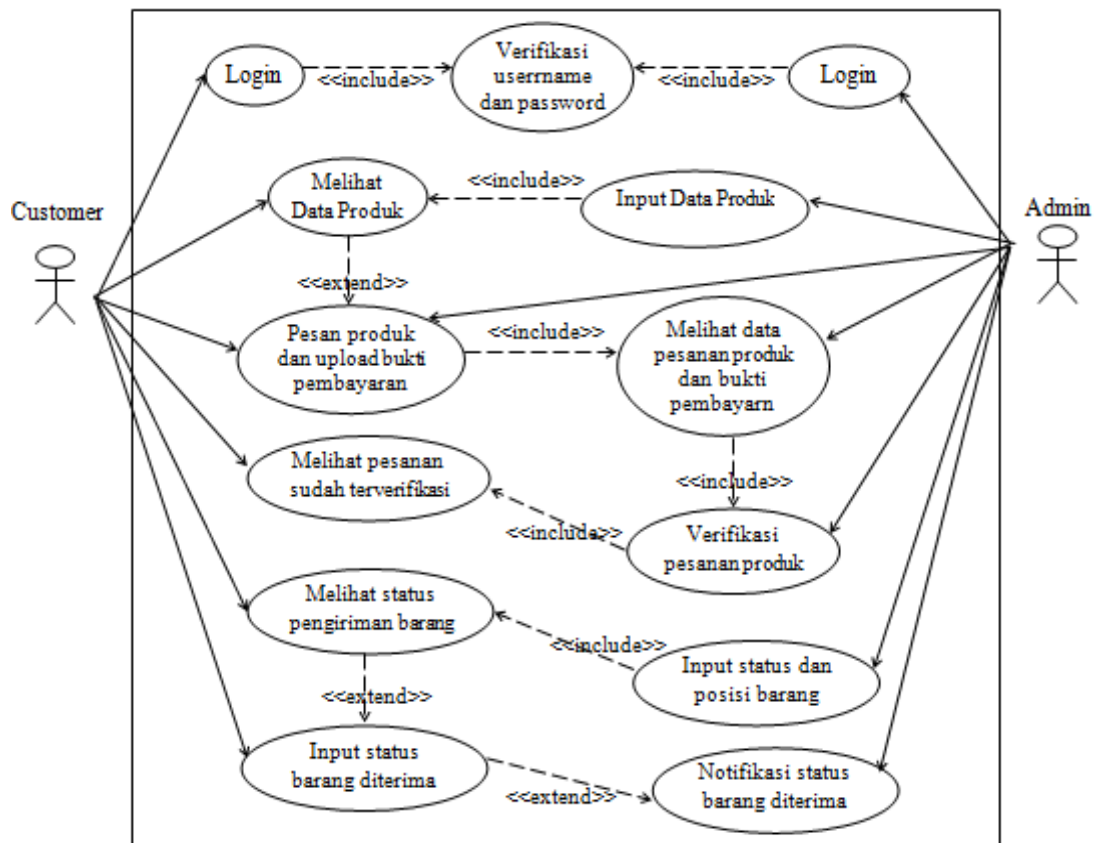 Login
<<include>>
Verifikasi
userrname
dan password
<<include>>
Login
Customer
Admin
Melihat
Data Produk
<<include>>
Input Data Produk
<<extend>>
Pesan produk
dan upload bukti
pembayaran
<<include>>
Melihat data
pesanan produk
dan bukti
pembayarn
Melihat pesanan
sudah terverifikasi
<<include>>
<<include>>
Verifikasi
pesanan produk
Melihat status
pengiriman barang
<<include>>
Input status dan
posisi barang
<<extend>>
Input status
barang diterima
<<extend>>
Notifikasi status
barang diterima